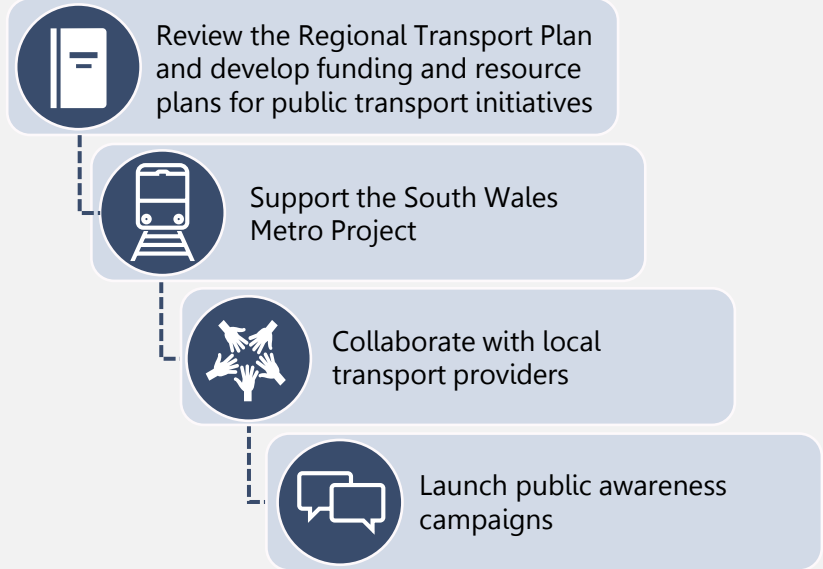 Review the Regional Transport Plan
and develop funding and resource
plans for public transport initiatives
Support the South Wales
Metro Project
Collaborate with local
transport providers
Launch public awareness
campaigns